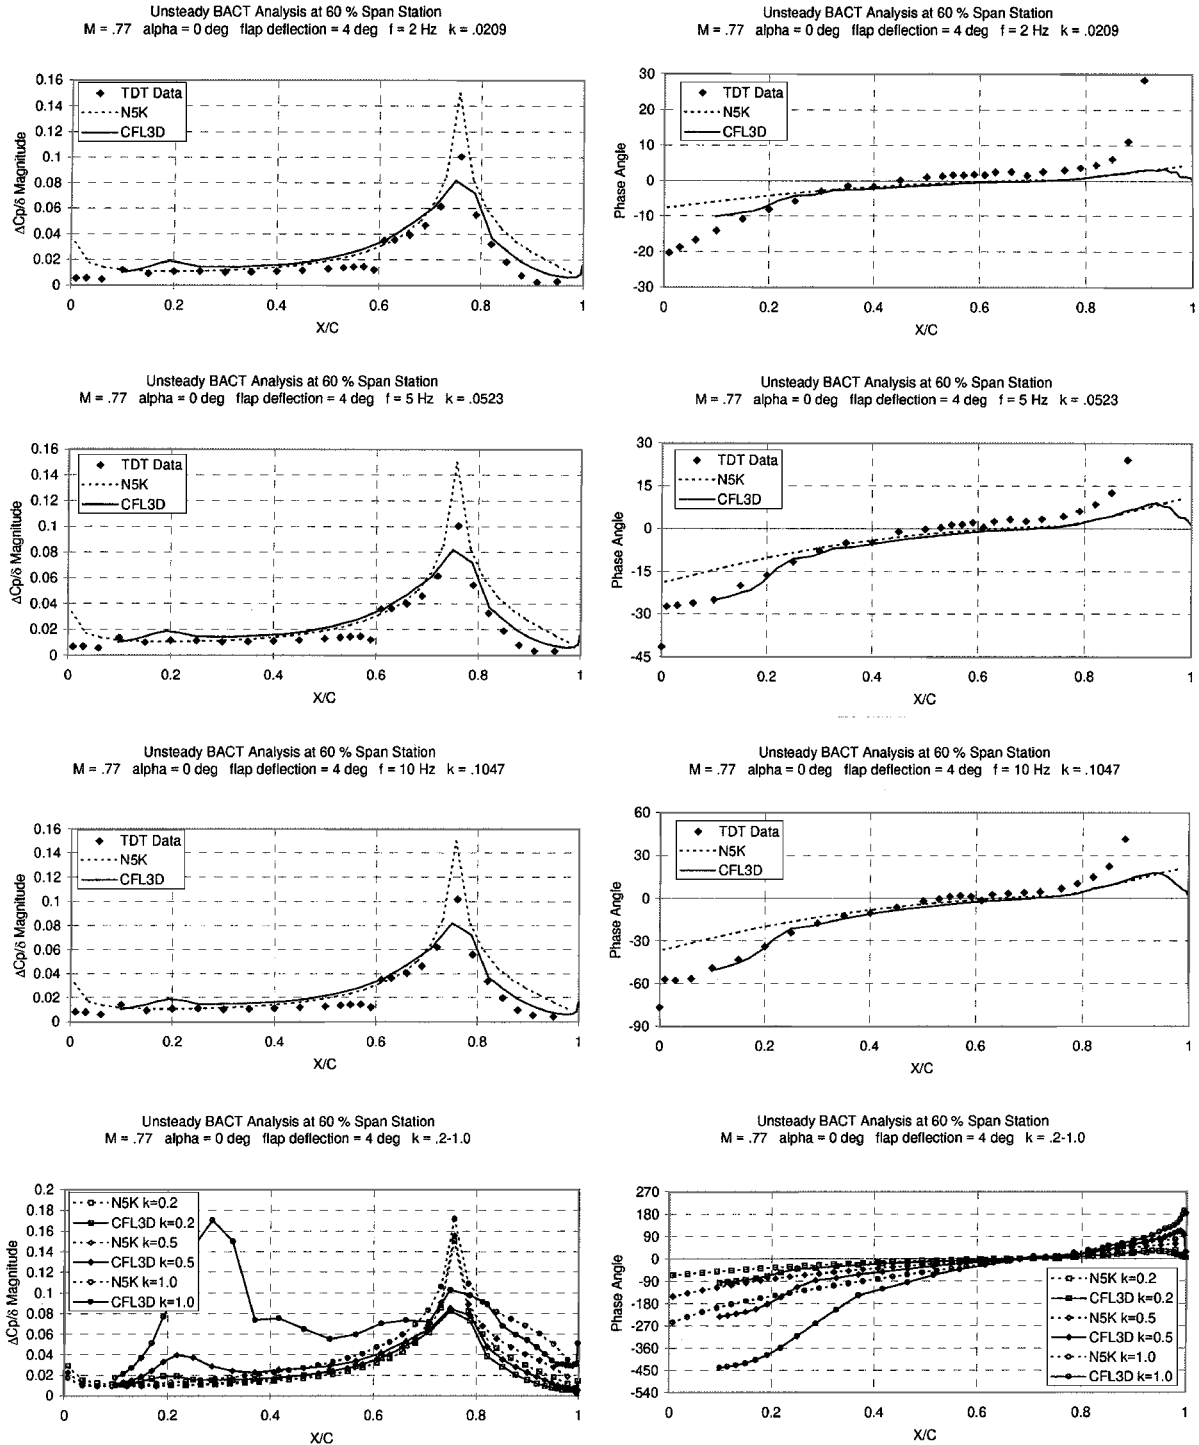 Unsteady BACT Analysis at 60 % Span Station
M = .77 alpha = 0 deg flap deflection = 4 deg f = 2 Hz k = .0209
ΔCp/δ Magnitude
0.16
0.14
0.12
0.1
0.08
0.06
0.04
0.02
0
TDT Data
N5K
CFL3D
0 0.2 0.4 0.6 0.8 1
X/C
Unsteady BACT Analysis at 60 % Span Station
M = .77 alpha = 0 deg flap deflection = 4 deg f = 2 Hz k = .0209
Phase Angle
30
20
10
0
-10
-20
-30
TDT Data
N5K
CFL3D
0 0.2 0.4 0.6 0.8 1
X/C
Unsteady BACT Analysis at 60 % Span Station
M = .77 alpha = 0 deg flap deflection = 4 deg f = 5 Hz k = .0523
ΔCp/δ Magnitude
0.16
0.14
0.12
0.1
0.08
0.06
0.04
0.02
0
TDT Data
N5K
CFL3D
0 0.2 0.4 0.6 0.8 1
X/C
Unsteady BACT Analysis at 60 % Span Station
M = .77 alpha = 0 deg flap deflection = 4 deg f = 5 Hz k = .0523
Phase Angle
30
15
0
-15
-30
-45
TDT Data
N5K
CFL3D
0 0.2 0.4 0.6 0.8 1
X/C
Unsteady BACT Analysis at 60 % Span Station
M = .77 alpha = 0 deg flap deflection = 4 deg f = 10 Hz k = .1047
ΔCp/δ Magnitude
0.16
0.14
0.12
0.1
0.08
0.06
0.04
0.02
0
TDT Data
N5K
CFL3D
0 0.2 0.4 0.6 0.8 1
X/C
Unsteady BACT Analysis at 60 % Span Station
M = .77 alpha = 0 deg flap deflection = 4 deg f = 10 Hz k = .1047
Phase Angle
60
30
0
-30
-60
-90
TDT Data
N5K
CFL3D
0 0.2 0.4 0.6 0.8 1
X/C
Unsteady BACT Analysis at 60 % Span Station
M = .77 alpha = 0 deg flap deflection = 4 deg k = .2-1.0
ΔCp/δ Magnitude
0.2
0.18
0.16
0.14
0.12
0.1
0.08
0.06
0.04
0.02
0
N5K k=0.2
CFL3D k=0.2
N5K k=0.5
CFL3D k=0.5
N5K k=1.0
CFL3D k=1.0
0 0.2 0.4 0.6 0.8 1
X/C
Unsteady BACT Analysis at 60 % Span Station
M = .77 alpha = 0 deg flap deflection = 4 deg k = .2-1.0
Phase Angle
270
180
90
0
-90
-180
-270
-360
-450
-540
N5K k=0.2
CFL3D k=0.2
N5K k=0.5
CFL3D k=0.5
N5K k=1.0
CFL3D k=1.0
0 0.2 0.4 0.6 0.8 1
X/C